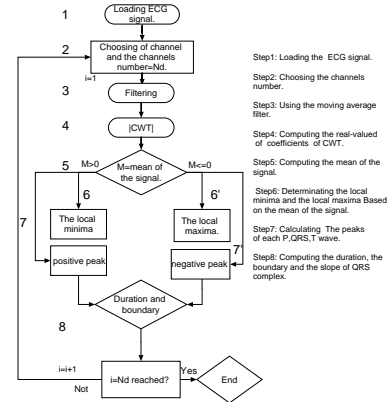 1
Loading ECG
signal.
2
Choosing of channel
and the channels
number=Nd.
i=1
3
Filtering
4
|CWT|
5
M>0
M=mean of
the signal.
M<=0
6
6'
7
The local
minima
The local
maxima.
7'
positive peak
negative peak
Duration and
boundary
8
i=i+1
Not
i=Nd reached?
Yes
End
Step1: Loading the ECG signal.
Step2: Choosing the channels
number.
Step3: Using the moving average
filter.
Step4: Computing the real-valued
of coefficients of CWT.
Step5: Computing the mean of the
signal.
Step6: Determinating the local
minima and the local maxima Based
on the mean of the signal.
Step7: Calculating The peaks
of each P,QRS,T wave.
Step8: Computing the duration, the
boundary and the slope of QRS
complex.